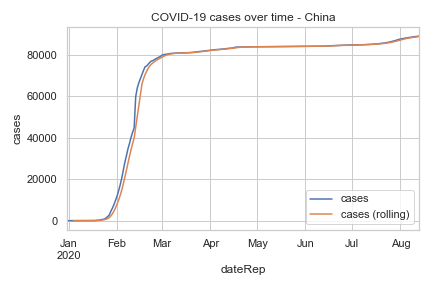 COVID-19 cases over time - China
80000
60000
40000
20000
0
cases
Jan Feb Mar Apr May Jun Jul Aug
2020
dateRep
cases
cases (rolling)